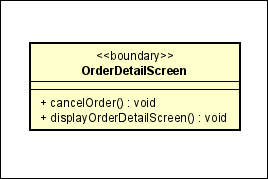 <<boundary>>
OrderDetailScreen
+ cancelOrder() : void
+ displayOrderDetailScreen() : void